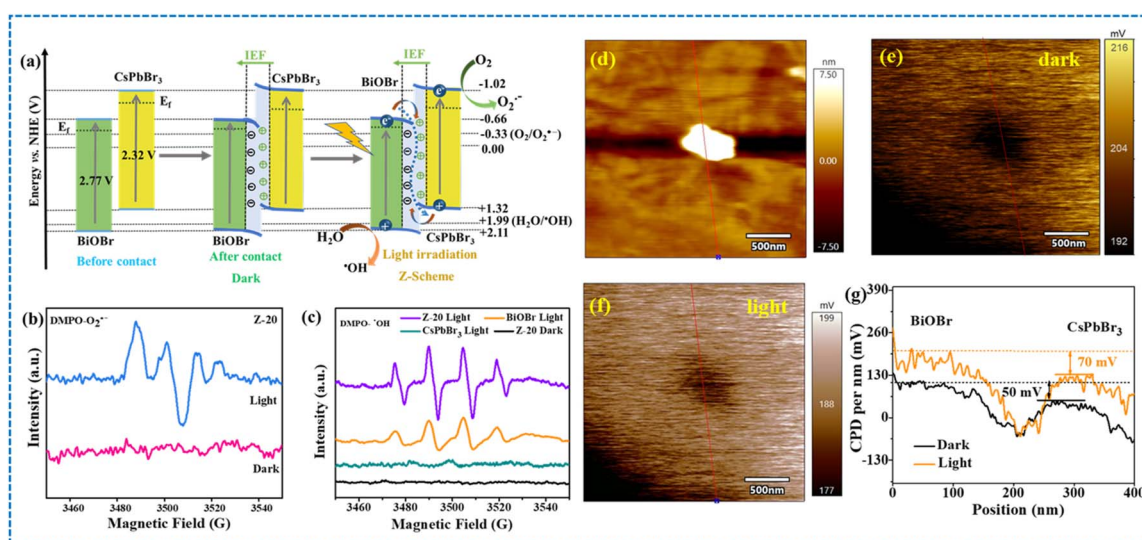 (a)
Energy vs. NHE (V)
CsPbBr₃
E_f
E_f
2.77 V
2.32 V
BiOBr
Before contact
IEF
CsPbBr₃
BiOBr
After contact
Dark
IEF
BiOBr
e⁻
e⁻
O₂
O₂•⁻
-1.02
-0.66
-0.33 (O₂/O₂•⁻)
0.00
+1.32
+1.99 (H₂O/•OH)
+2.11
H₂O
•OH
CsPbBr₃
Light irradiation
Z-Scheme
(b)
DMPO-O₂•⁻
Z-20
Light
Dark
Intensity (a.u.)
3460 3480 3500 3520 3540
Magnetic Field (G)
(c)
DMPO- •OH
Z-20 Light
BiOBr Light
CsPbBr₃ Light
Z-20 Dark
Intensity (a.u.)
3460 3480 3500 3520 3540
Magnetic Field (G)
(d)
500nm
nm
7.50
0.00
-7.50
(e)
dark
500nm
mV
216
204
192
(f)
light
500nm
mV
199
188
177
(g)
BiOBr
CsPbBr₃
70 mV
50 mV
Dark
Light
CPD per nm (mV)
390
260
130
0
-130
0 100 200 300 400
Position (nm)